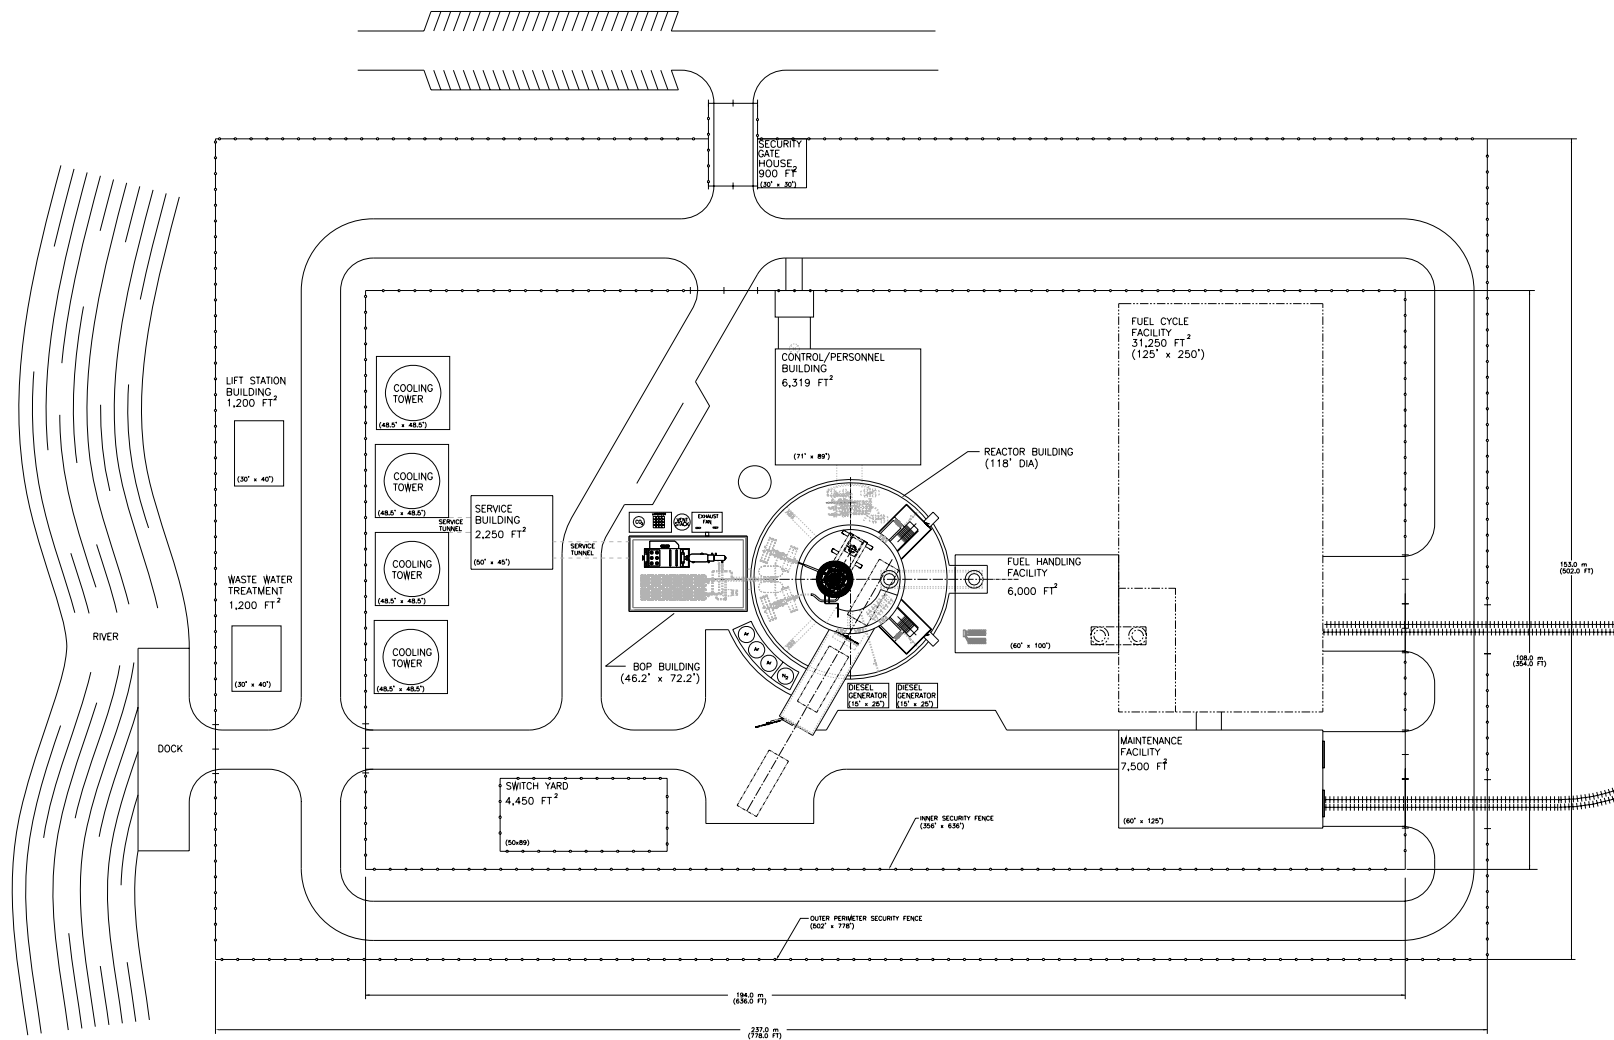 SECURITY
GATE
HOUSE
900 FT²
(30' x 30')
FUEL CYCLE
FACILITY
31,250 FT²
(125' x 250')
CONTROL/PERSONNEL
BUILDING
6,319 FT²
(71' x 89')
LIFT STATION
BUILDING
1,200 FT²
(30' x 40')
COOLING
TOWER
(48.5' x 48.5')
COOLING
TOWER
(48.5' x 48.5')
COOLING
TOWER
(48.5' x 48.5')
COOLING
TOWER
(48.5' x 48.5')
REACTOR BUILDING
(118' DIA)
SERVICE
TUNNEL
SERVICE
BUILDING
2,250 FT²
(50' x 45')
SERVICE
TUNNEL
CO₂
EXHAUST
FAN
FUEL HANDLING
FACILITY
6,000 FT²
(60' x 100')
WASTE WATER
TREATMENT
1,200 FT²
(30' x 40')
RIVER
DOCK
BOP BUILDING
(46.2' x 72.2')
DIESEL
GENERATOR
(15' x 25')
DIESEL
GENERATOR
(15' x 25')
153.0 m
(502.0 FT)
108.0 m
(354.0 FT)
MAINTENANCE
FACILITY
7,500 FT²
(60' x 125')
SWITCH YARD
4,450 FT²
(50x89)
INNER SECURITY FENCE
(356' x 636')
OUTER PERIMETER SECURITY FENCE
(502' x 778')
194.0 m
(636.0 FT)
237.0 m
(778.0 FT)